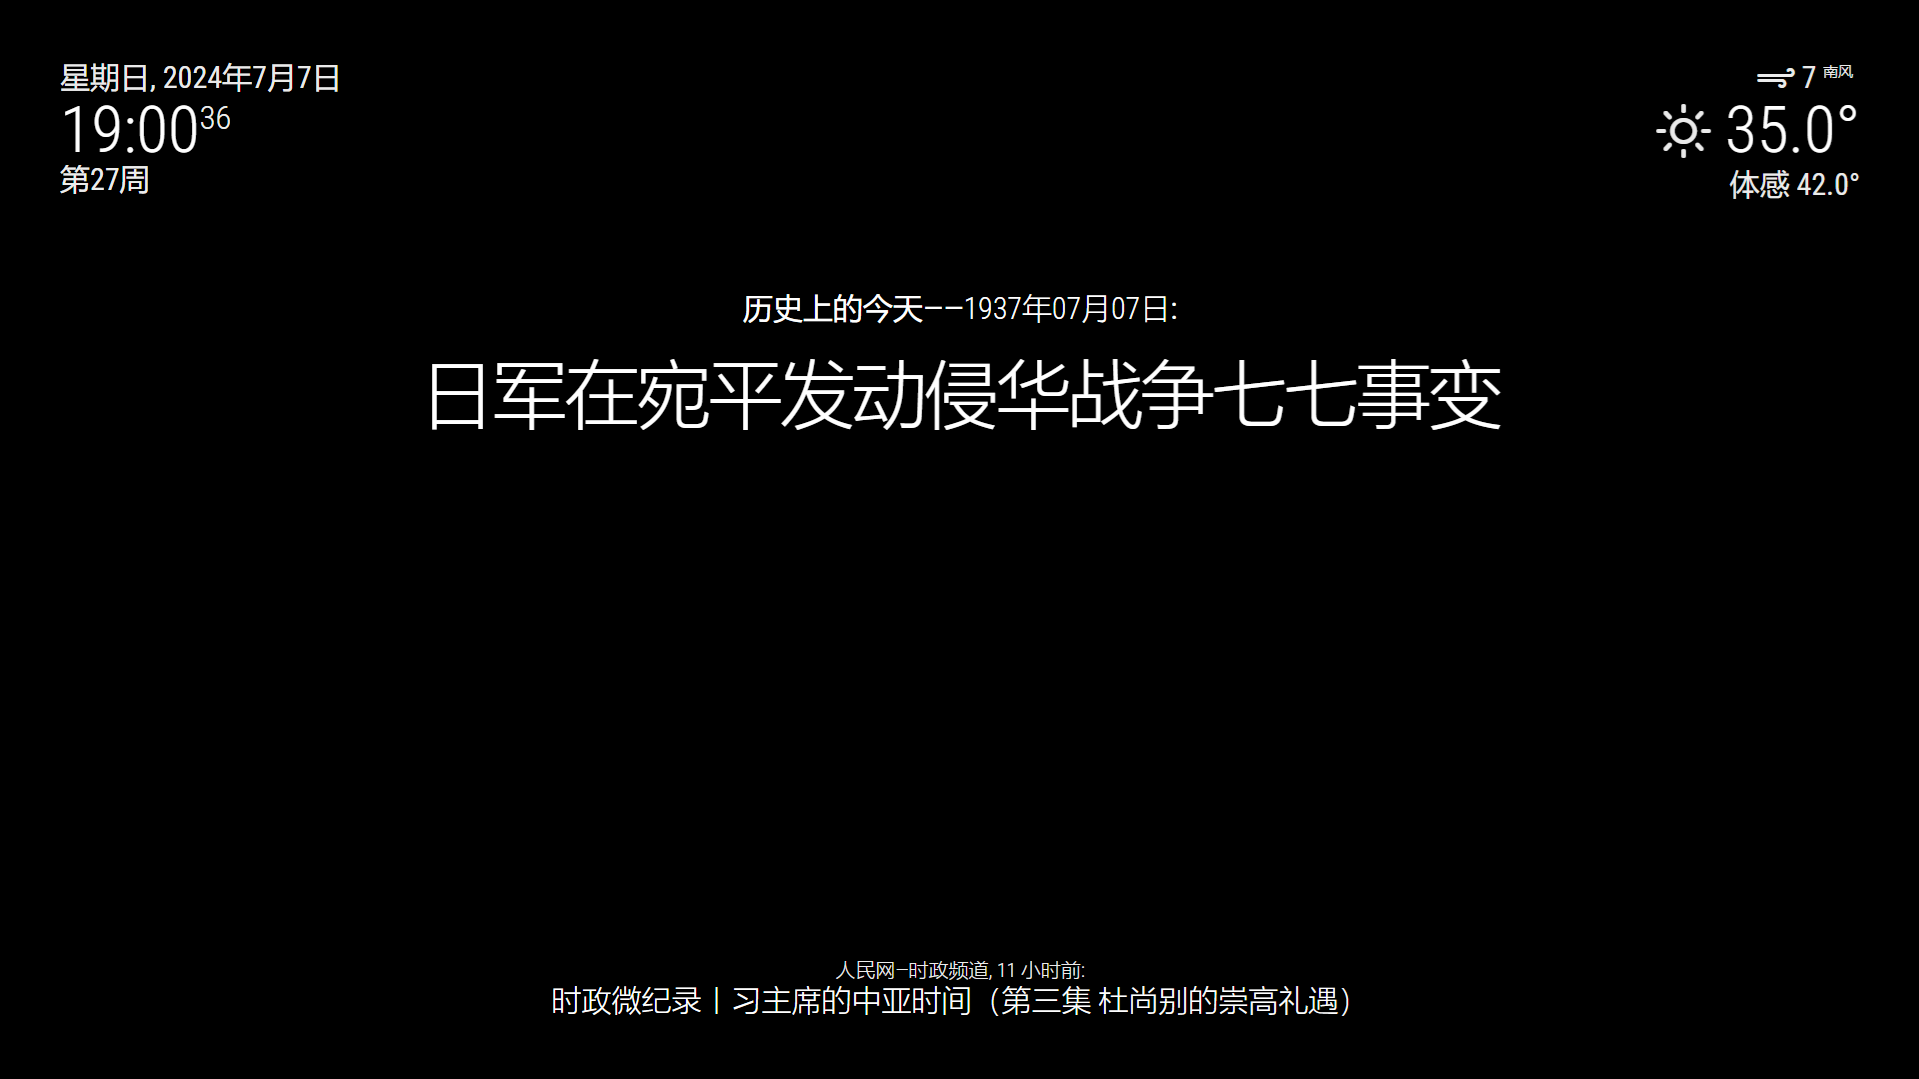 星期日, 2024年7月7日
19:00 36
第27周
7 南风
35.0°
体感 42.0°
历史上的今天——1937年07月07日:
日军在宛平发动侵华战争七七事变
人民网—时政频道, 11 小时前:
时政微纪录丨习主席的中亚时间（第三集 杜尚别的崇高礼遇）